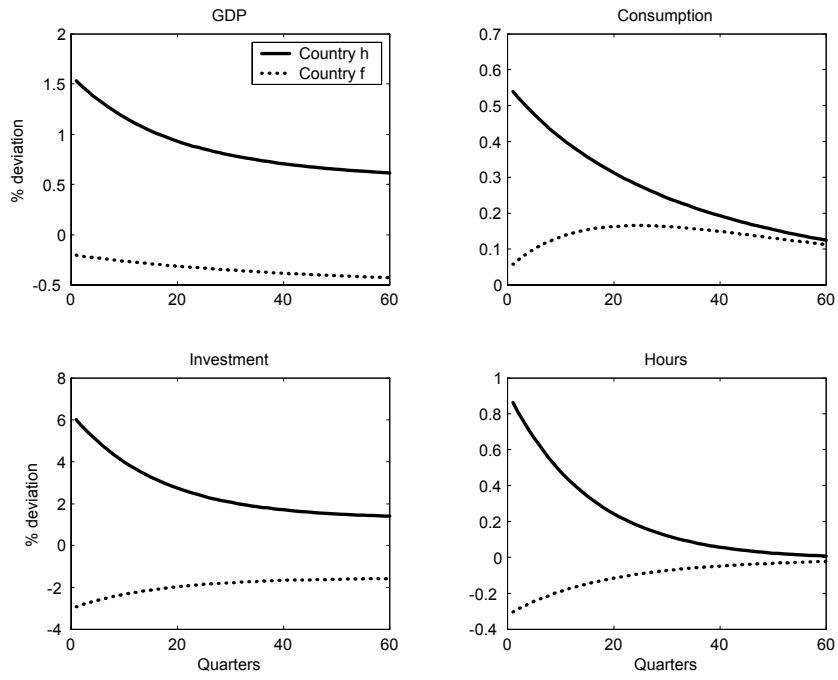 GDP
% deviation
2
1.5
1
0.5
0
-0.5
0 20 40 60
Country h
Country f
Consumption
0.7
0.6
0.5
0.4
0.3
0.2
0.1
0
0 20 40 60
Investment
% deviation
8
6
4
2
0
-2
-4
0 20 40 60
Quarters
Hours
1
0.8
0.6
0.4
0.2
0
-0.2
-0.4
0 20 40 60
Quarters